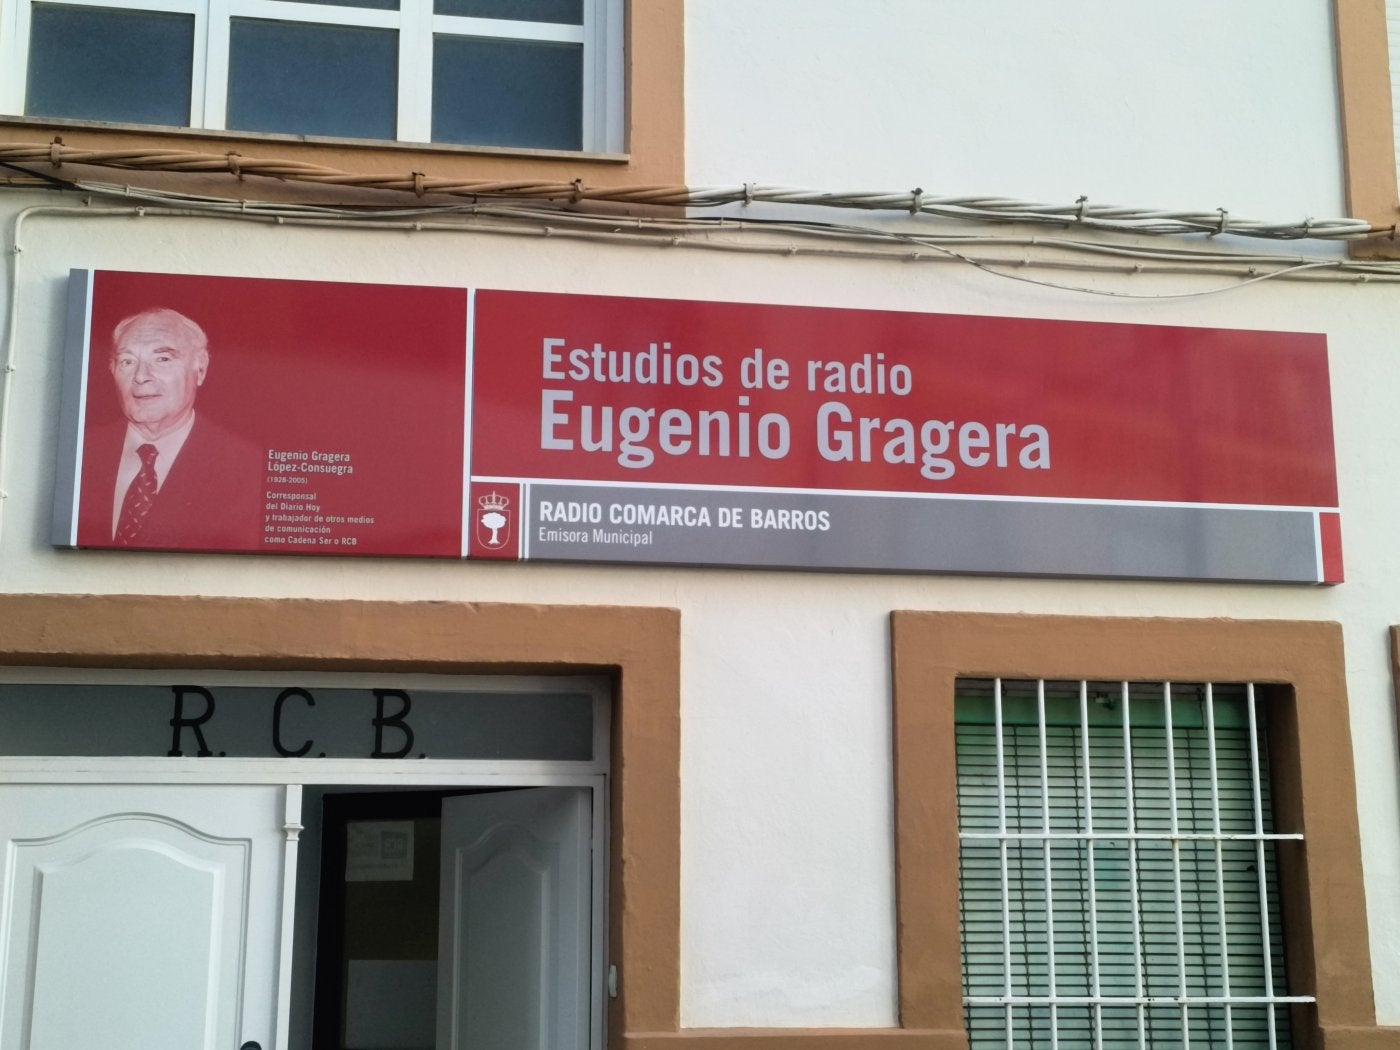 Estudios de radio
Eugenio Gragera
Eugenio Gragera
López-Consuegra
(1928-2005)
Corresponsal
del Diario Hoy
y trabajador de otros medios
de comunicación
como Cadena Ser o RCB
RADIO COMARCA DE BARROS
Emisora Municipal
R. C. B.